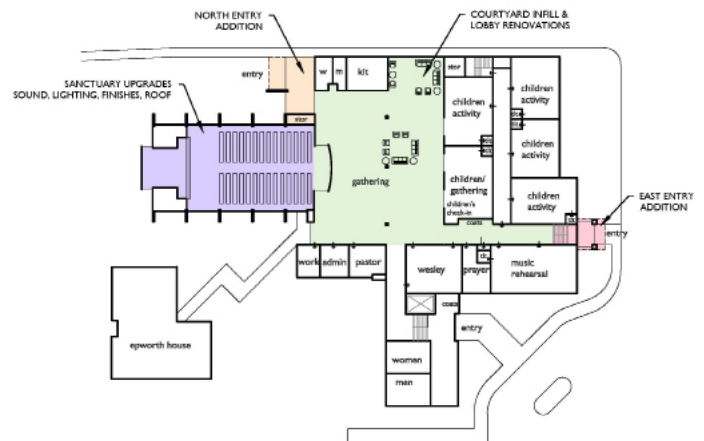 NORTH ENTRY
ADDITION
COURTYARD INFILL &
LOBBY RENOVATIONS
SANCTUARY UPGRADES
SOUND, LIGHTING, FINISHES, ROOF
entry
w
m
kit
stor
children
activity
children
activity
stor
children
activity
gathering
children/
gathering
children's
check-in
children
activity
EAST ENTRY
ADDITION
coats
entry
work
admin
pastor
wesley
prayer
music
rehearsal
coats
entry
epworth house
women
men